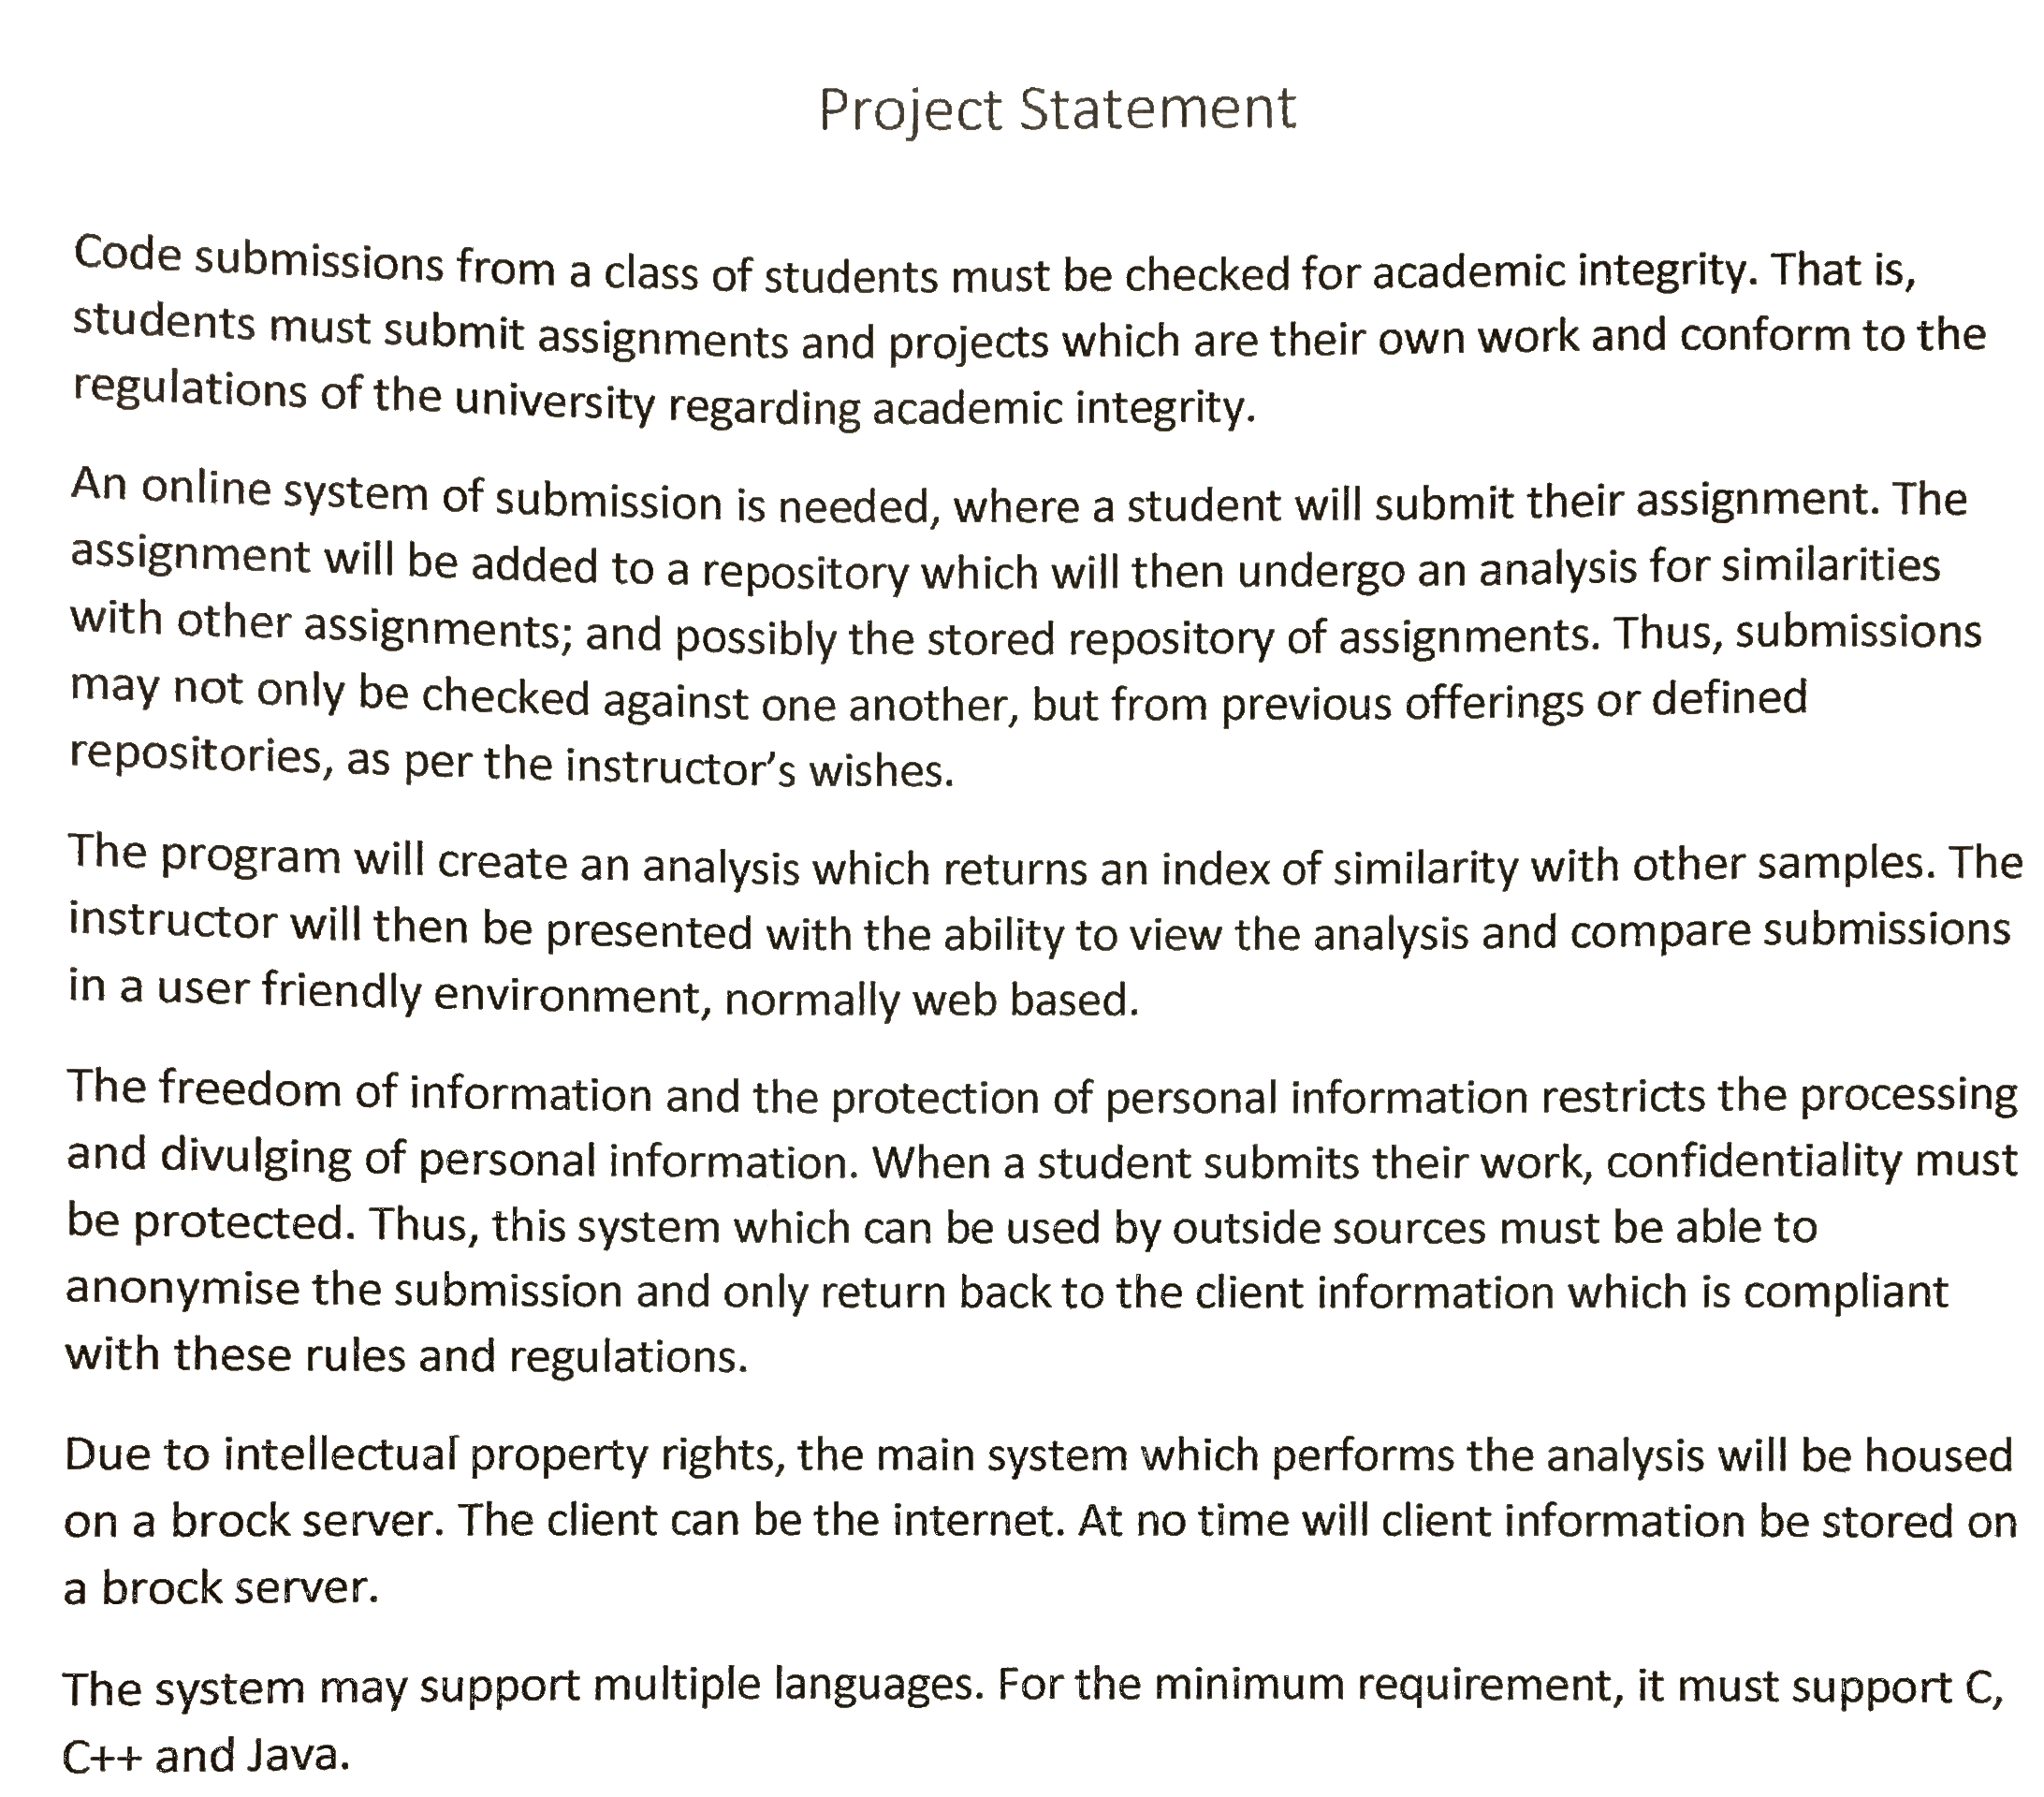 Project Statement
Code submissions from a class of students must be checked for academic integrity. That is,
students must submit assignments and projects which are their own work and conform to the
regulations of the university regarding academic integrity.
An online system of submission is needed, where a student will submit their assignment. The
assignment will be added to a repository which will then undergo an analysis for similarities
with other assignments; and possibly the stored repository of assignments. Thus, submissions
may not only be checked against one another, but from previous offerings or defined
repositories, as per the instructor's wishes.
The program will create an analysis which returns an index of similarity with other samples. The
instructor will then be presented with the ability to view the analysis and compare submissions
in a user friendly environment, normally web based.
The freedom of information and the protection of personal information restricts the processing
and divulging of personal information. When a student submits their work, confidentiality must
be protected. Thus, this system which can be used by outside sources must be able to
anonymise the submission and only return back to the client information which is compliant
with these rules and regulations.
Due to intellectual property rights, the main system which performs the analysis will be housed
on a brock server. The client can be the internet. At no time will client information be stored on
a brock server.
The system may support multiple languages. For the minimum requirement, it must support C,
C++ and Java.